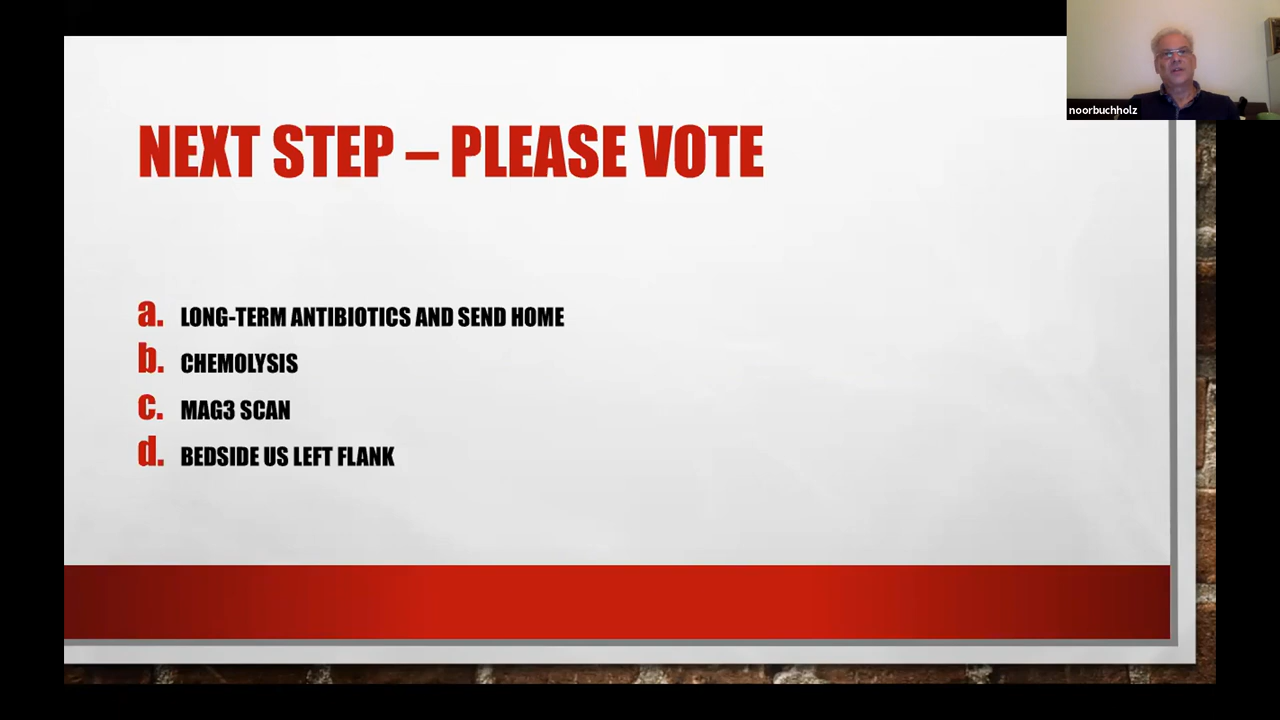 noorbuchholz
NEXT STEP – PLEASE VOTE
a. LONG-TERM ANTIBIOTICS AND SEND HOME
b. CHEMOLYSIS
c. MAG3 SCAN
d. BEDSIDE US LEFT FLANK